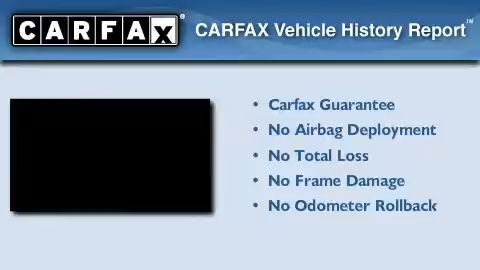 CARFAX® CARFAX Vehicle History Report™
• Carfax Guarantee
• No Airbag Deployment
• No Total Loss
• No Frame Damage
• No Odometer Rollback